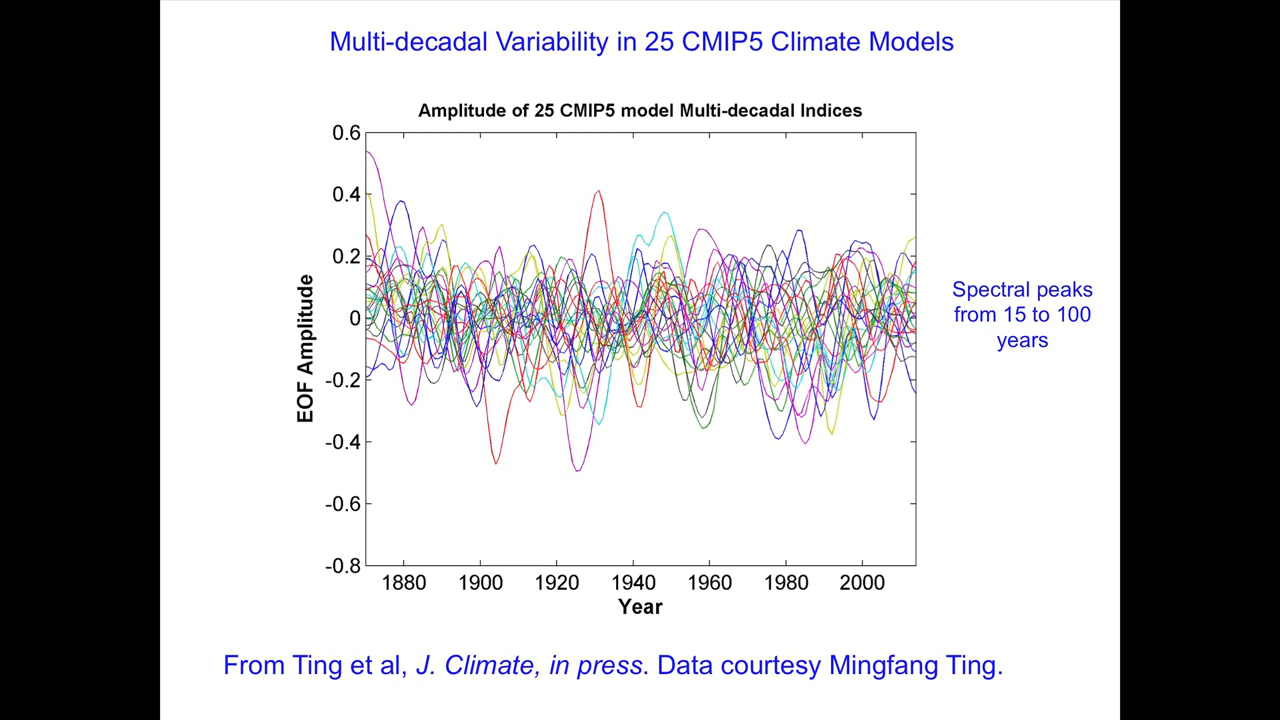 Multi-decadal Variability in 25 CMIP5 Climate Models
Amplitude of 25 CMIP5 model Multi-decadal Indices
0.6
0.4
0.2
0
-0.2
-0.4
-0.6
-0.8
EOF Amplitude
1880 1900 1920 1940 1960 1980 2000
Year
Spectral peaks
from 15 to 100
years
From Ting et al, J. Climate, in press. Data courtesy Mingfang Ting.